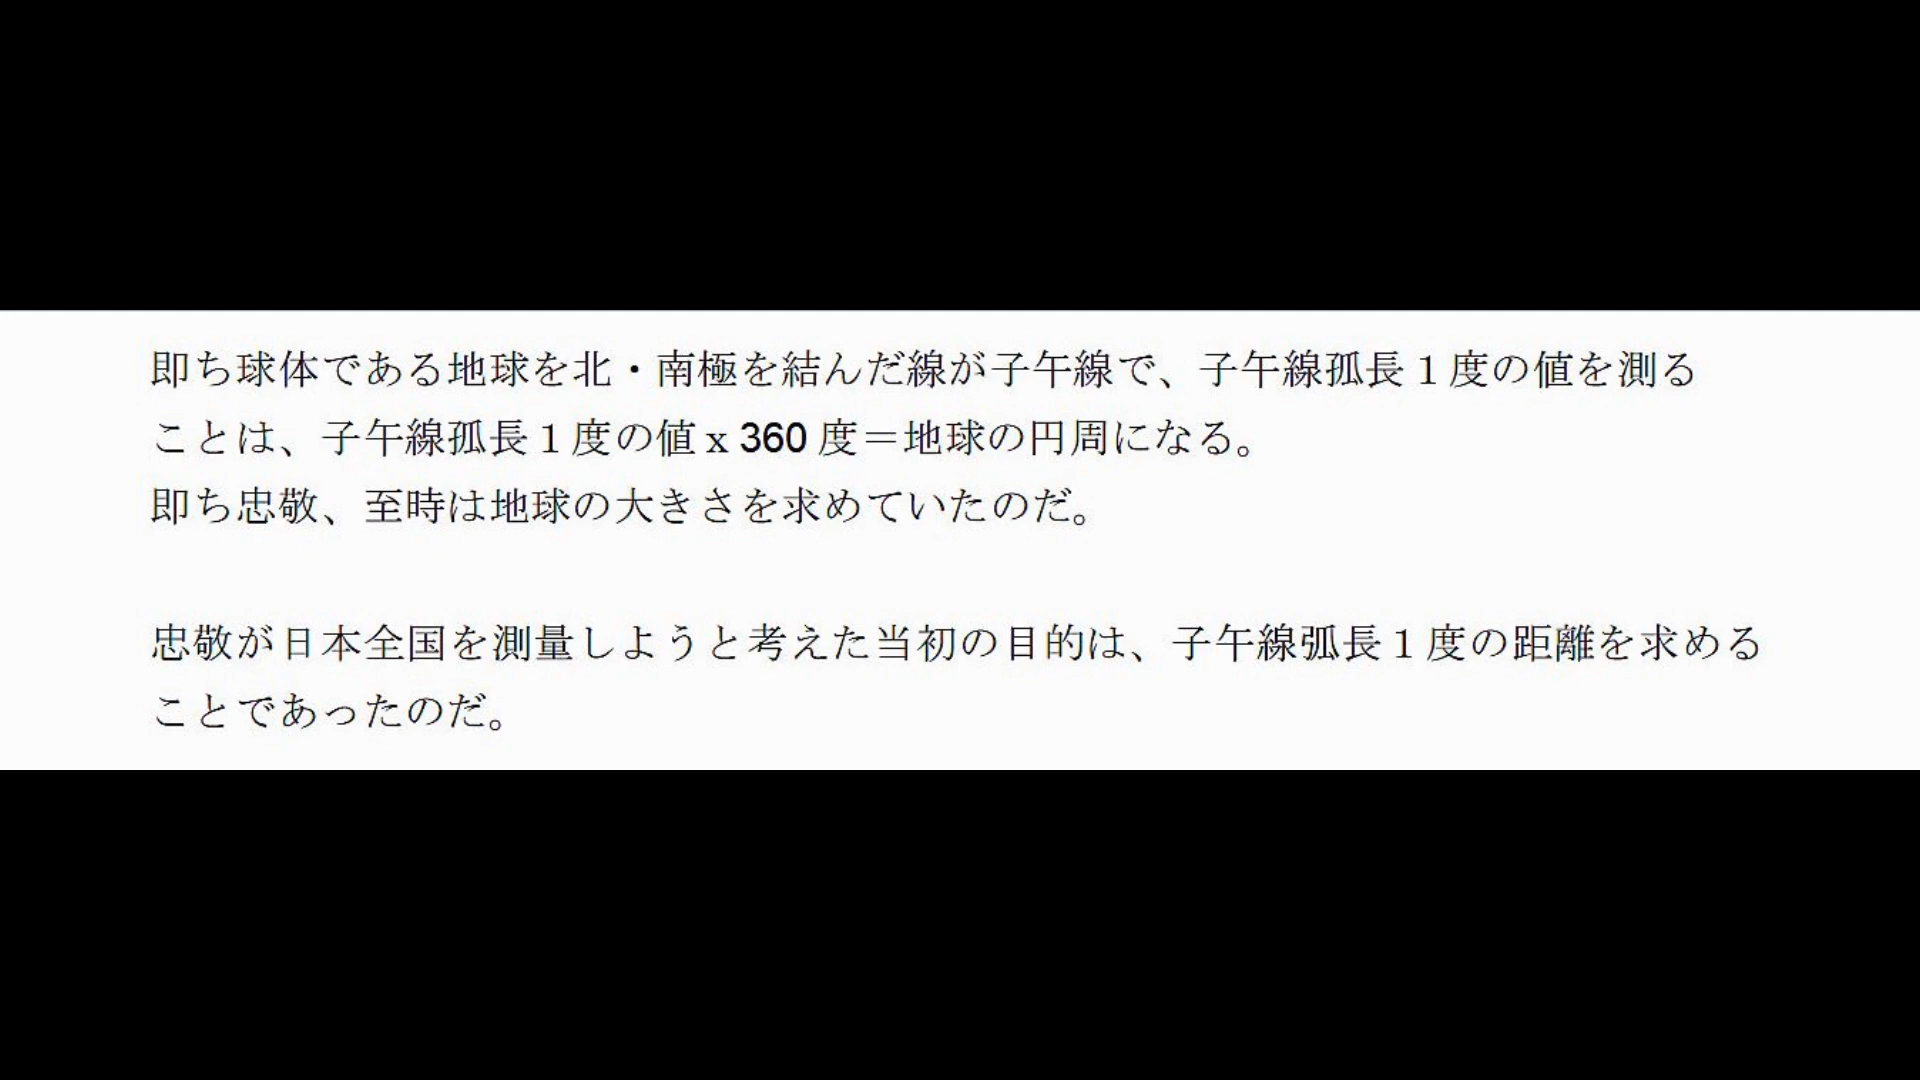 即ち球体である地球を北・南極を結んだ線が子午線で、子午線孤長１度の値を測る
ことは、子午線孤長１度の値 x 360 度＝地球の円周になる。
即ち忠敬、至時は地球の大きさを求めていたのだ。
忠敬が日本全国を測量しようと考えた当初の目的は、子午線弧長１度の距離を求める
ことであったのだ。